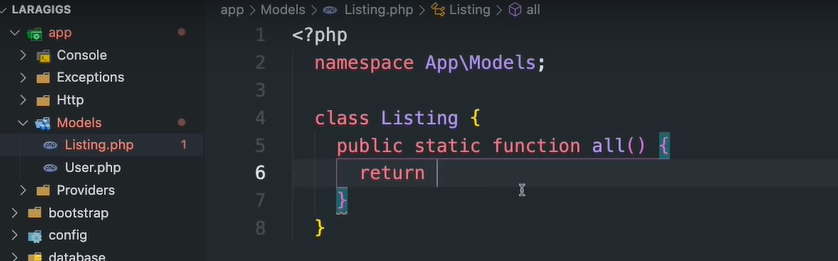 LARAGIGS
app
Console
Exceptions
Http
Models
Listing.php 1
User.php
Providers
bootstrap
config
database
app > Models > Listing.php > Listing > all
1 <?php
2 namespace App\Models;
3
4 class Listing {
5 public static function all() {
6 return
7 }
8 }